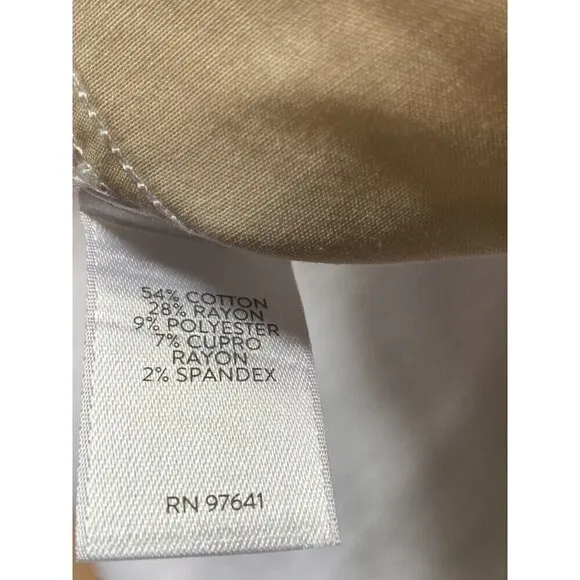 54% COTTON
28% RAYON
9% POLYESTER
7% CUPRO
RAYON
2% SPANDEX
RN 97641